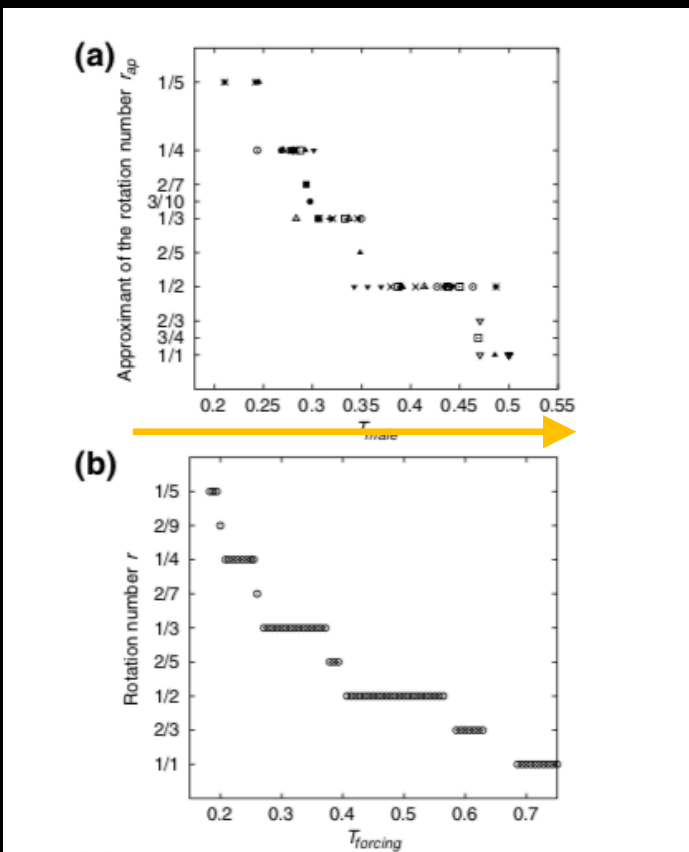 (a)
Approximant of the rotation number r_ap
1/5
1/4
2/7
3/10
1/3
2/5
1/2
2/3
3/4
1/1
0.2 0.25 0.3 0.35 0.4 0.45 0.5 0.55
T_male
(b)
Rotation number r
1/5
2/9
1/4
2/7
1/3
2/5
1/2
2/3
1/1
0.2 0.3 0.4 0.5 0.6 0.7
T_forcing